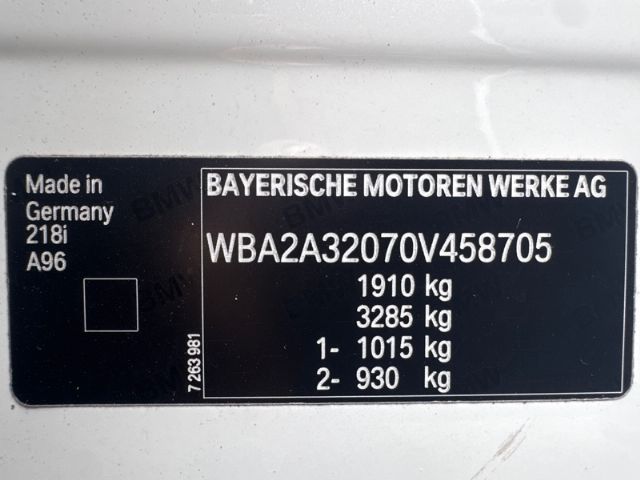 Made in
Germany
218i
A96
7 263 981
BAYERISCHE MOTOREN WERKE AG
WBA2A32070V458705
1910 kg
3285 kg
1- 1015 kg
2- 930 kg